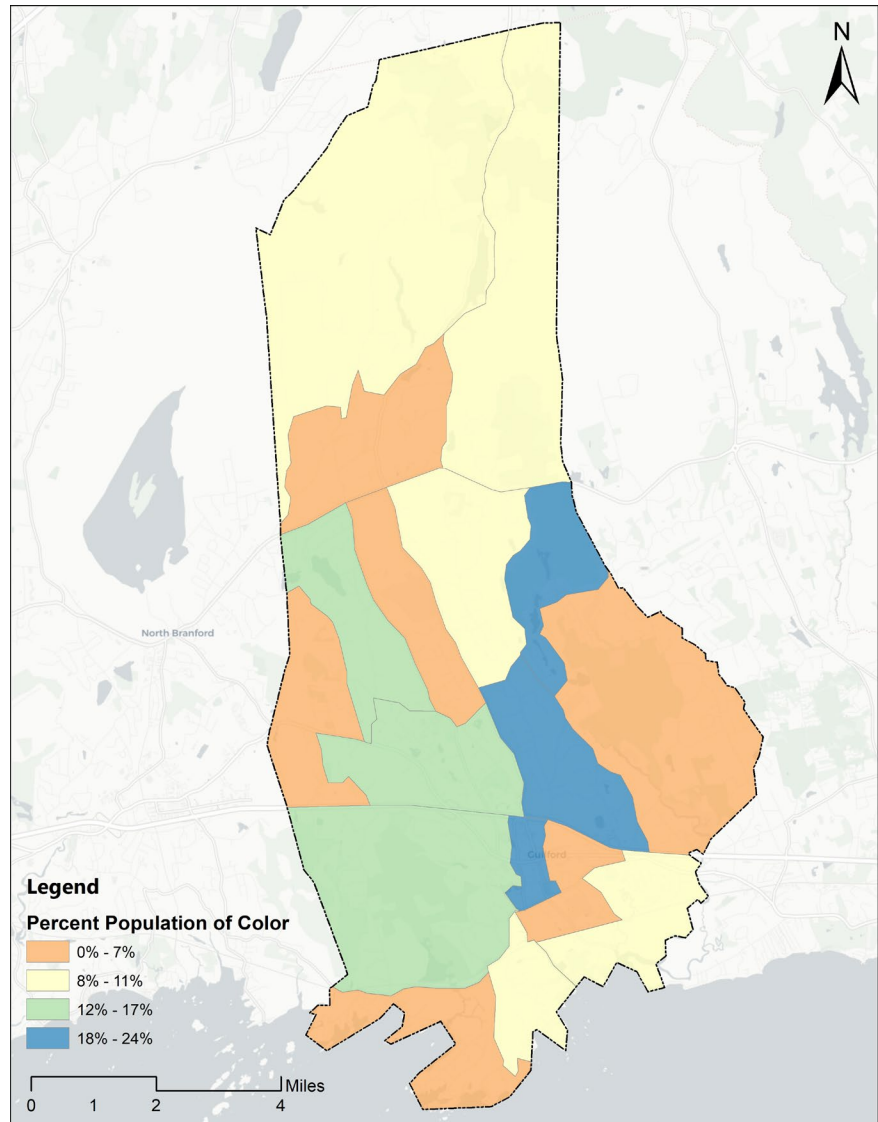 N
North Branford
Guilford
Legend
Percent Population of Color
0% - 7%
8% - 11%
12% - 17%
18% - 24%
Miles
0 1 2 4